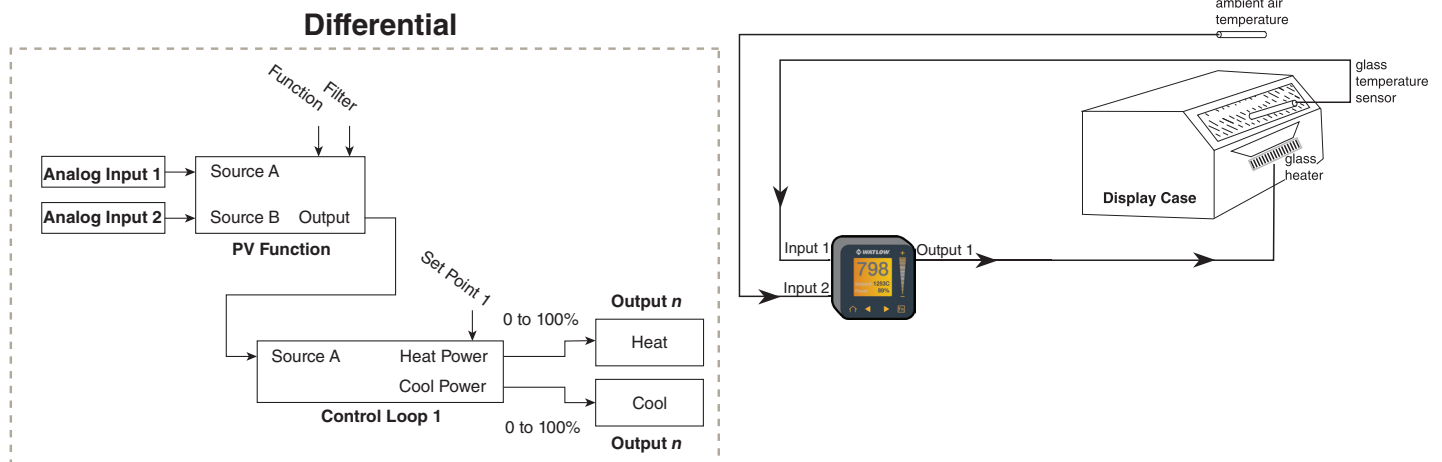 Differential
Function
Filter
Analog Input 1
Source A
Analog Input 2
Source B
Output
PV Function
Set Point 1
0 to 100%
Output n
Source A
Heat Power
Heat
Cool Power
Cool
Control Loop 1
0 to 100%
Output n
ambient air
temperature
glass
temperature
sensor
glass
heater
Display Case
Input 1
WATLOW
Output 1
798
1253C
Input 2
89%